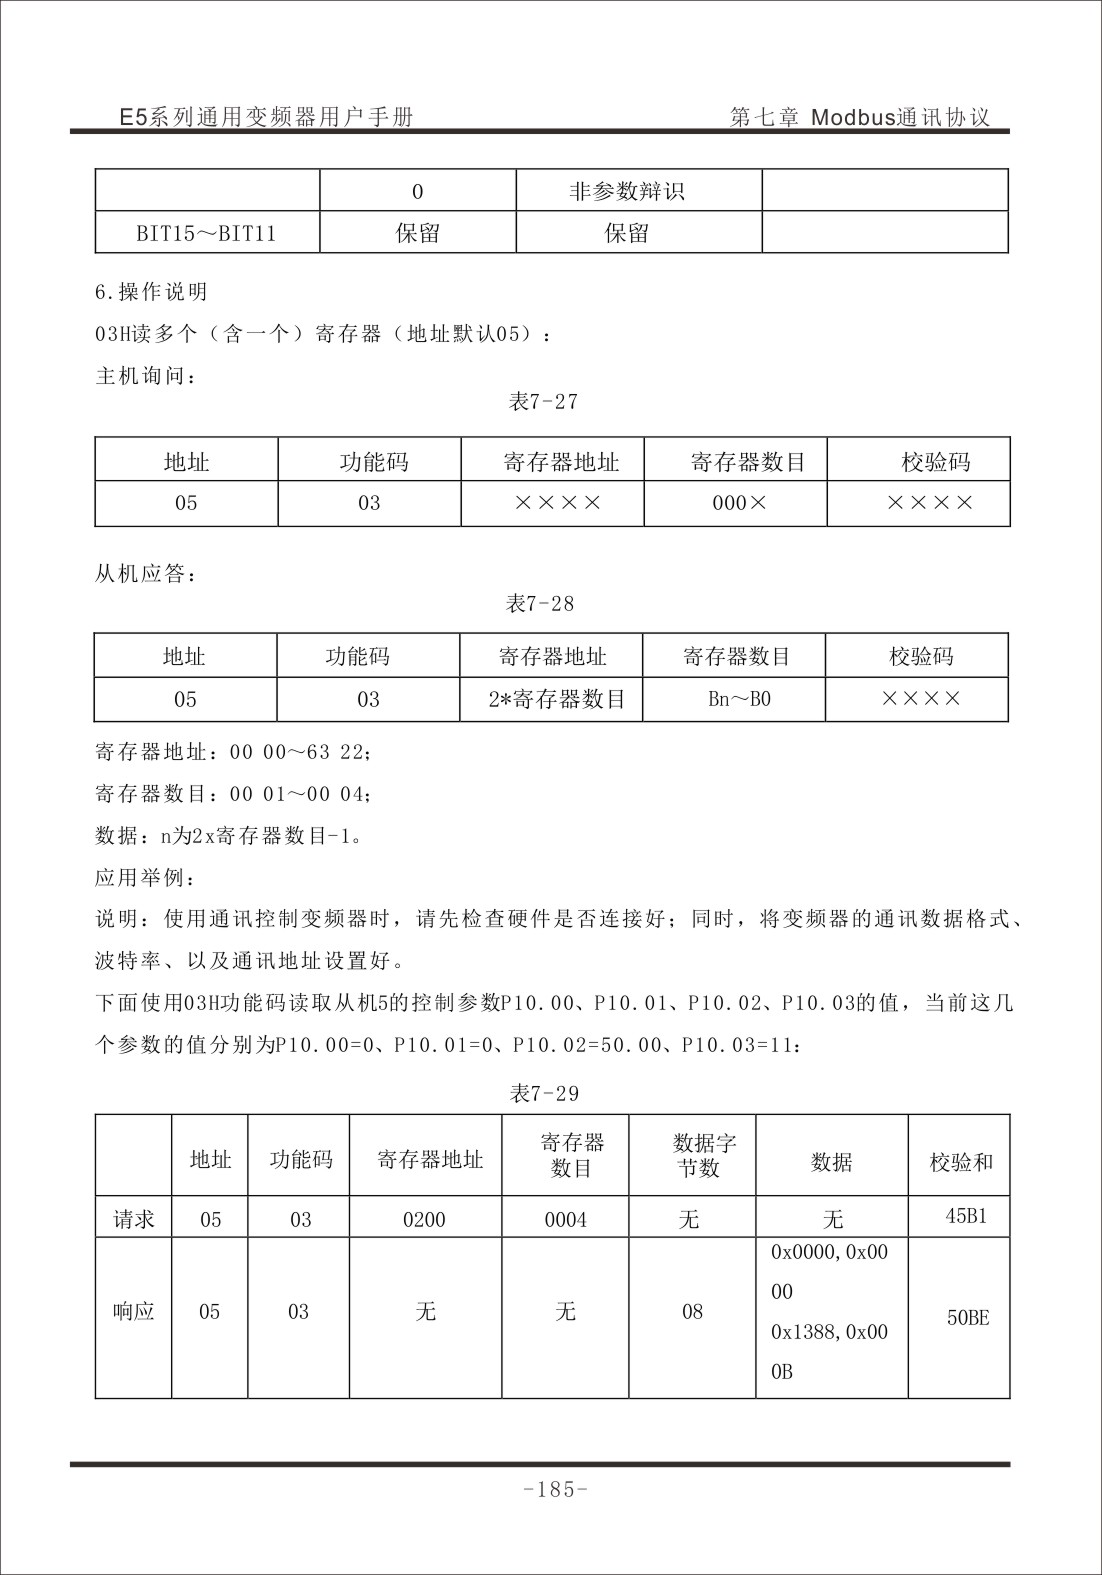 E5系列通用变频器用户手册 第七章 Modbus通讯协议
0 非参数辩识
BIT15～BIT11 保留 保留
6.操作说明
03H读多个（含一个）寄存器（地址默认05）：
主机询问：
表7-27
地址 功能码 寄存器地址 寄存器数目 校验码
05 03 ×××× 000× ××××
从机应答：
表7-28
地址 功能码 寄存器地址 寄存器数目 校验码
05 03 2*寄存器数目 Bn～B0 ××××
寄存器地址：00 00～63 22；
寄存器数目：00 01～00 04；
数据：n为2x寄存器数目-1。
应用举例：
说明：使用通讯控制变频器时，请先检查硬件是否连接好；同时，将变频器的通讯数据格式、
波特率、以及通讯地址设置好。
下面使用03H功能码读取从机5的控制参数P10.00、P10.01、P10.02、P10.03的值，当前这几
个参数的值分别为P10.00=0、P10.01=0、P10.02=50.00、P10.03=11：
表7-29
地址 功能码 寄存器地址 寄存器 数据字 数据 校验和
数目 节数
请求 05 03 0200 0004 无 无 45B1
0x0000,0x00
00
响应 05 03 无 无 08 0x1388,0x00 50BE
0B
-185-